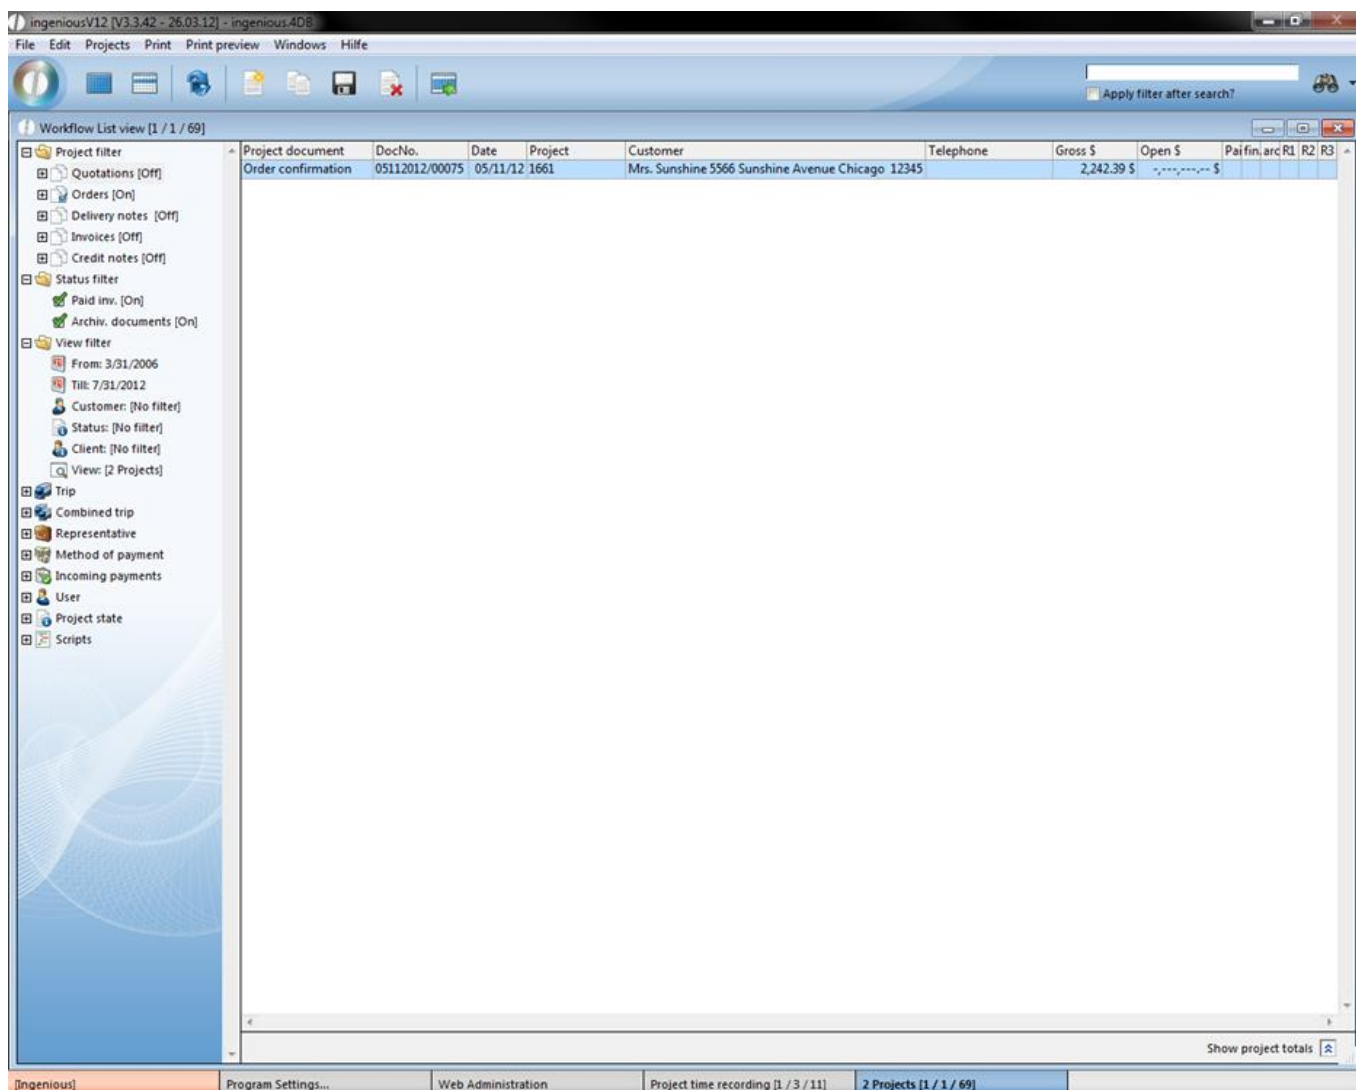 ingeniousV12 [V3.3.42 - 26.03.12] - ingenious.4DB
File Edit Projects Print Print preview Windows Hilfe
Apply filter after search?
Workflow List view [1 / 1 / 69]
Project filter
Quotations [Off]
Orders [On]
Delivery notes [Off]
Invoices [Off]
Credit notes [Off]
Status filter
Paid inv. [On]
Archiv. documents [On]
View filter
From: 3/31/2006
Till: 7/31/2012
Customer: [No filter]
Status: [No filter]
Client: [No filter]
View: [2 Projects]
Trip
Combined trip
Representative
Method of payment
Incoming payments
User
Project state
Scripts
Project document DocNo. Date Project Customer Telephone Gross $ Open $ Pai fin. arc R1 R2 R3
Order confirmation 05112012/00075 05/11/12 1661 Mrs. Sunshine 5566 Sunshine Avenue Chicago 12345 2,242.39 $ -,---,---.-- $
Show project totals
[Ingenious] Program Settings... Web Administration Project time recording [1 / 3 / 11] 2 Projects [1 / 1 / 69]